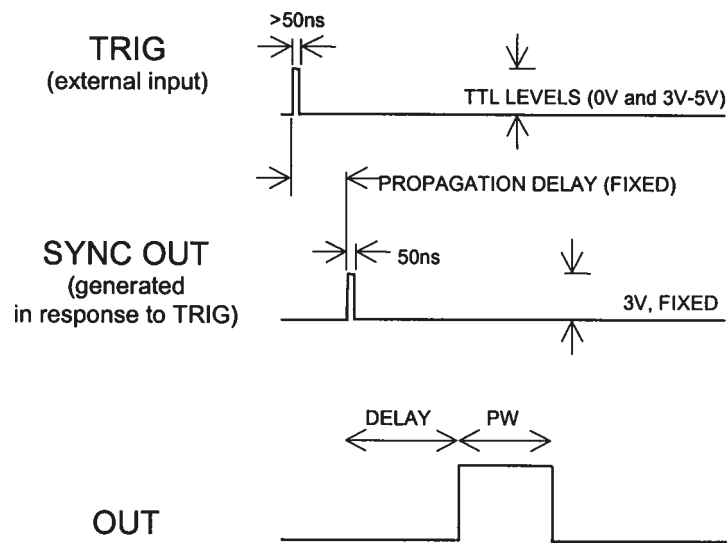 >50ns
TRIG
(external input)
TTL LEVELS (0V and 3V-5V)
PROPAGATION DELAY (FIXED)
SYNC OUT
(generated
in response to TRIG)
50ns
3V, FIXED
DELAY
PW
OUT